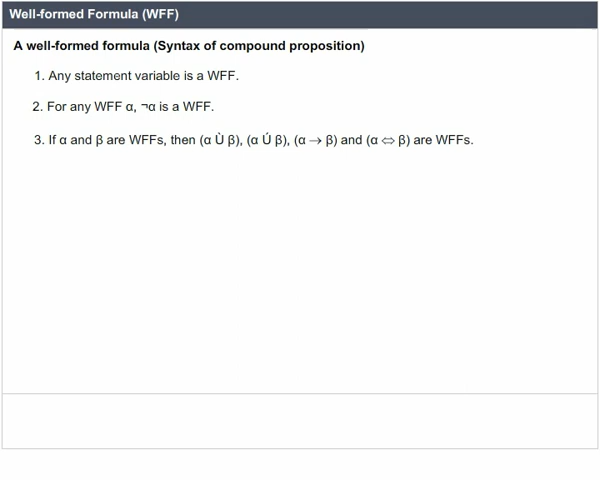 Well-formed Formula (WFF)
A well-formed formula (Syntax of compound proposition)
1. Any statement variable is a WFF.
2. For any WFF α, ¬α is a WFF.
3. If α and β are WFFs, then (α Ù β), (α Ú β), (α → β) and (α ⇔ β) are WFFs.